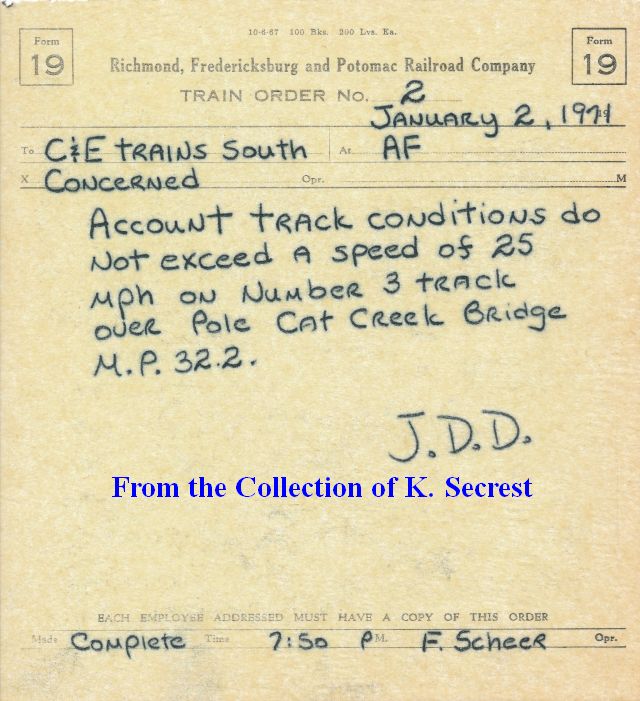 10-6-67 100 Bks. 200 Lvs. Ea.
Form 19
Form 19
Richmond, Fredericksburg and Potomac Railroad Company
TRAIN ORDER No. 2
JANUARY 2, 1971
To C&E TRAINS SOUTH At AF
X CONCERNED Opr. M
ACCOUNT TRACK CONDITIONS do
NOT EXCEED A SPEED OF 25
MPH ON NUMBER 3 TRACK
OVER POLE CAT CREEK BRIDGE
M.P. 32.2.
J.D.D.
From the Collection of K. Secrest
EACH EMPLOYEE ADDRESSED MUST HAVE A COPY OF THIS ORDER
Made Complete Time 7:50 PM. F. SCHEER Opr.